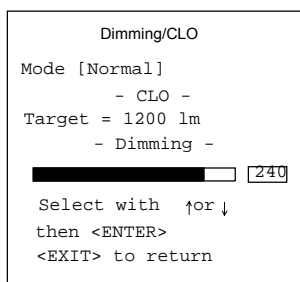 Dimming/CLO
Mode [Normal]
- CLO -
Target = 1200 lm
- Dimming -
240
Select with ↑or↓
then <ENTER>
<EXIT> to return